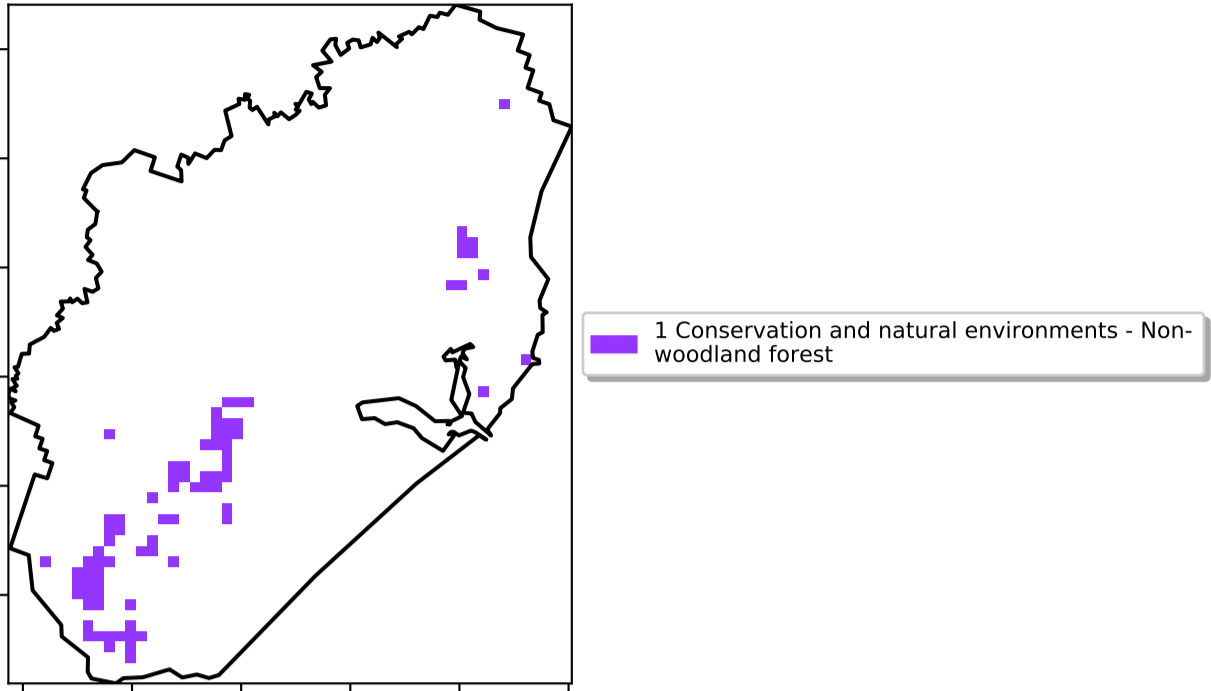 1 Conservation and natural environments - Non-
woodland forest